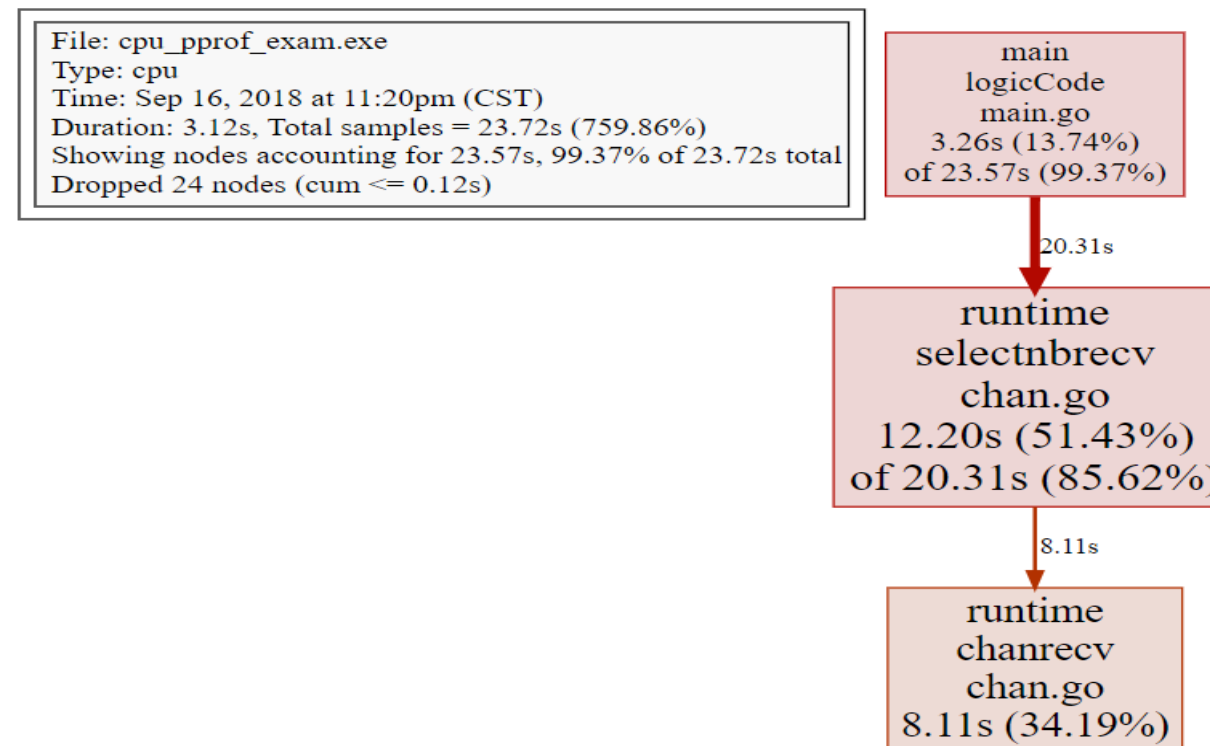 File: cpu_pprof_exam.exe
Type: cpu
Time: Sep 16, 2018 at 11:20pm (CST)
Duration: 3.12s, Total samples = 23.72s (759.86%)
Showing nodes accounting for 23.57s, 99.37% of 23.72s total
Dropped 24 nodes (cum <= 0.12s)
main
logicCode
main.go
3.26s (13.74%)
of 23.57s (99.37%)
20.31s
runtime
selectnbrecv
chan.go
12.20s (51.43%)
of 20.31s (85.62%)
8.11s
runtime
chanrecv
chan.go
8.11s (34.19%)